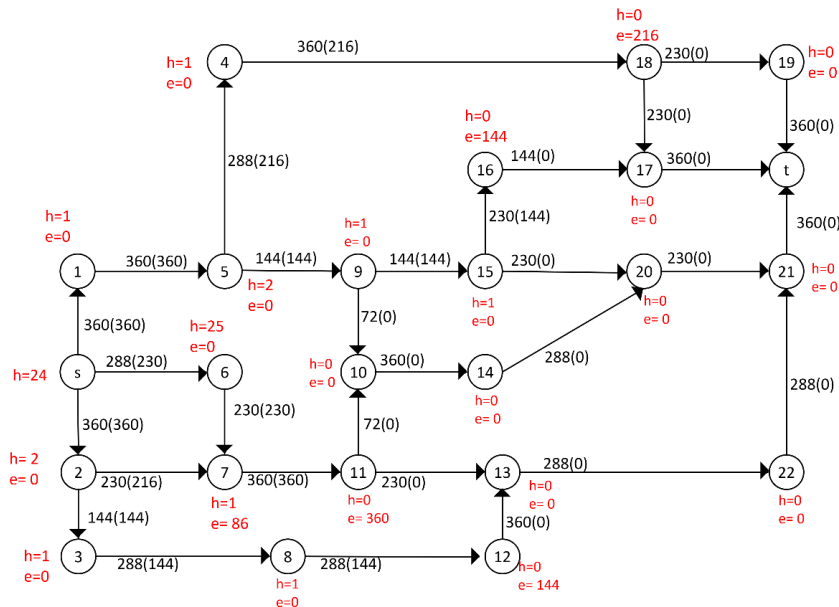 h=0
e=216
h=1
e=0
4
360(216)
18
230(0)
19
h=0
e= 0
h=0
e=144
230(0)
360(0)
288(216)
16
144(0)
17
360(0)
t
h=0
e= 0
h=1
e=0
230(144)
360(0)
h=1
e= 0
1
360(360)
5
144(144)
9
144(144)
15
230(0)
20
230(0)
21
h=0
e= 0
h=2
e=0
h=1
e=0
h=0
e= 0
360(360)
72(0)
h=25
e=0
h=24
s
288(230)
6
h=0
e= 0
10
360(0)
14
288(0)
h=0
e= 0
288(0)
360(360)
230(230)
72(0)
h= 2
e= 0
2
230(216)
7
360(360)
11
230(0)
13
288(0)
22
h=1
e= 86
h=0
e= 360
h=0
e= 0
h=0
e= 0
144(144)
360(0)
h=1
e=0
3
288(144)
8
288(144)
12
h=0
e= 144
h=1
e=0